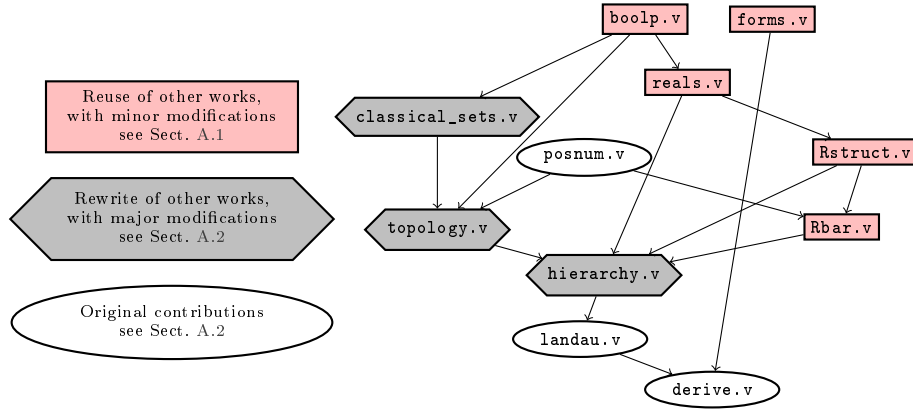 boolp.v
forms.v
reals.v
Reuse of other works,
with minor modifications
see Sect. A.1
classical_sets.v
posnum.v
Rstruct.v
Rewrite of other works,
with major modifications
see Sect. A.2
topology.v
Rbar.v
hierarchy.v
Original contributions
see Sect. A.2
landau.v
derive.v